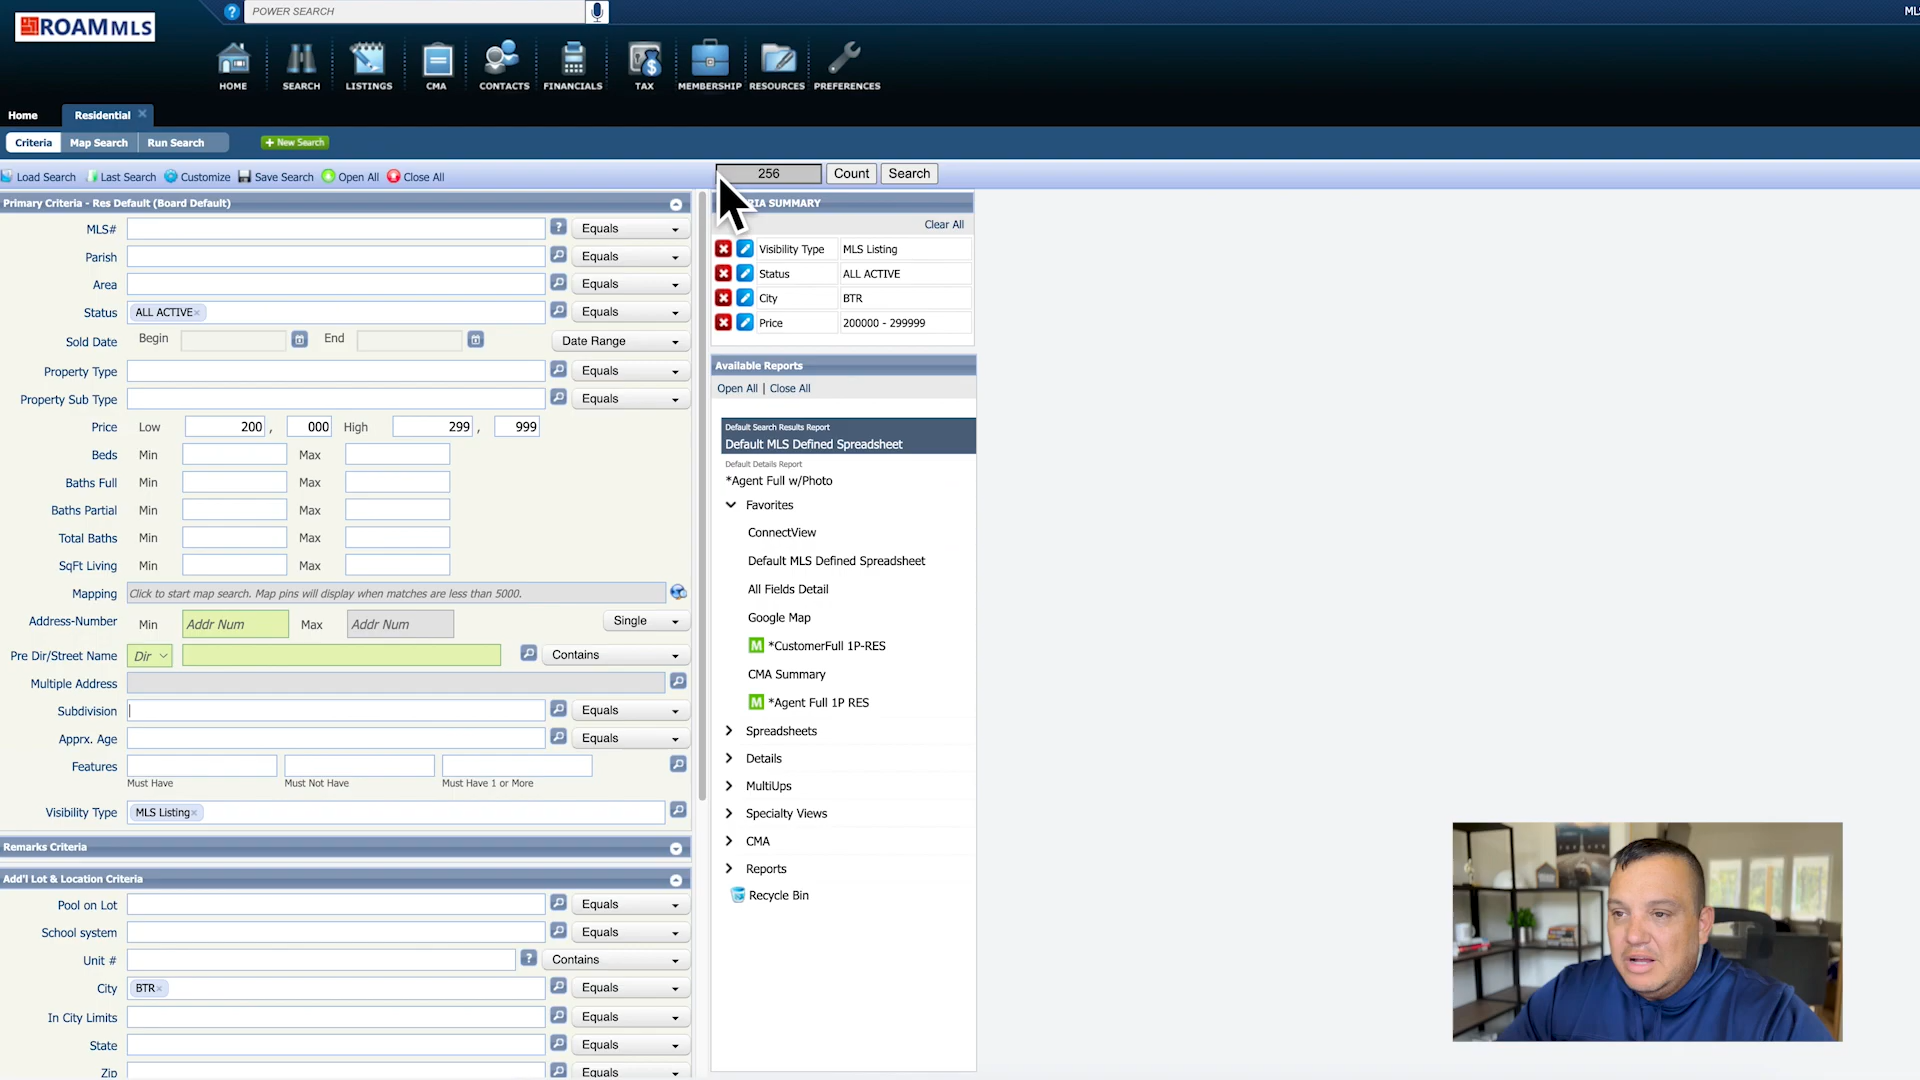 POWER SEARCH
ML
ROAM MLS
HOME
SEARCH
LISTINGS
CMA
CONTACTS
FINANCIALS
TAX
MEMBERSHIP
RESOURCES
PREFERENCES
Home
Residential
Criteria
Map Search
Run Search
+ New Search
Load Search
Last Search
Customize
Save Search
Open All
Close All
256
Count
Search
Primary Criteria - Res Default (Board Default)
MLS#
Equals
Parish
Equals
Area
Equals
Status
ALL ACTIVE×
Equals
Sold Date
Begin
End
Date Range
Property Type
Equals
Property Sub Type
Equals
Price
Low
200 , 000
High
299 , 999
Beds
Min
Max
Baths Full
Min
Max
Baths Partial
Min
Max
Total Baths
Min
Max
SqFt Living
Min
Max
Mapping
Click to start map search. Map pins will display when matches are less than 5000.
Address-Number
Min
Addr Num
Max
Addr Num
Single
Pre Dir/Street Name
Dir
Contains
Multiple Address
Subdivision
Equals
Apprx. Age
Equals
Features
Must Have
Must Not Have
Must Have 1 or More
Visibility Type
MLS Listing×
Remarks Criteria
Add'l Lot & Location Criteria
Pool on Lot
Equals
School system
Equals
Unit #
Contains
City
BTR×
Equals
In City Limits
Equals
State
Equals
Zip
Equals
SUMMARY
Clear All
Visibility Type
MLS Listing
Status
ALL ACTIVE
City
BTR
Price
200000 - 299999
Available Reports
Open All | Close All
Default Search Results Report
Default MLS Defined Spreadsheet
Default Details Report
*Agent Full w/Photo
Favorites
ConnectView
Default MLS Defined Spreadsheet
All Fields Detail
Google Map
M *CustomerFull 1P-RES
CMA Summary
M *Agent Full 1P RES
Spreadsheets
Details
MultiUps
Specialty Views
CMA
Reports
Recycle Bin